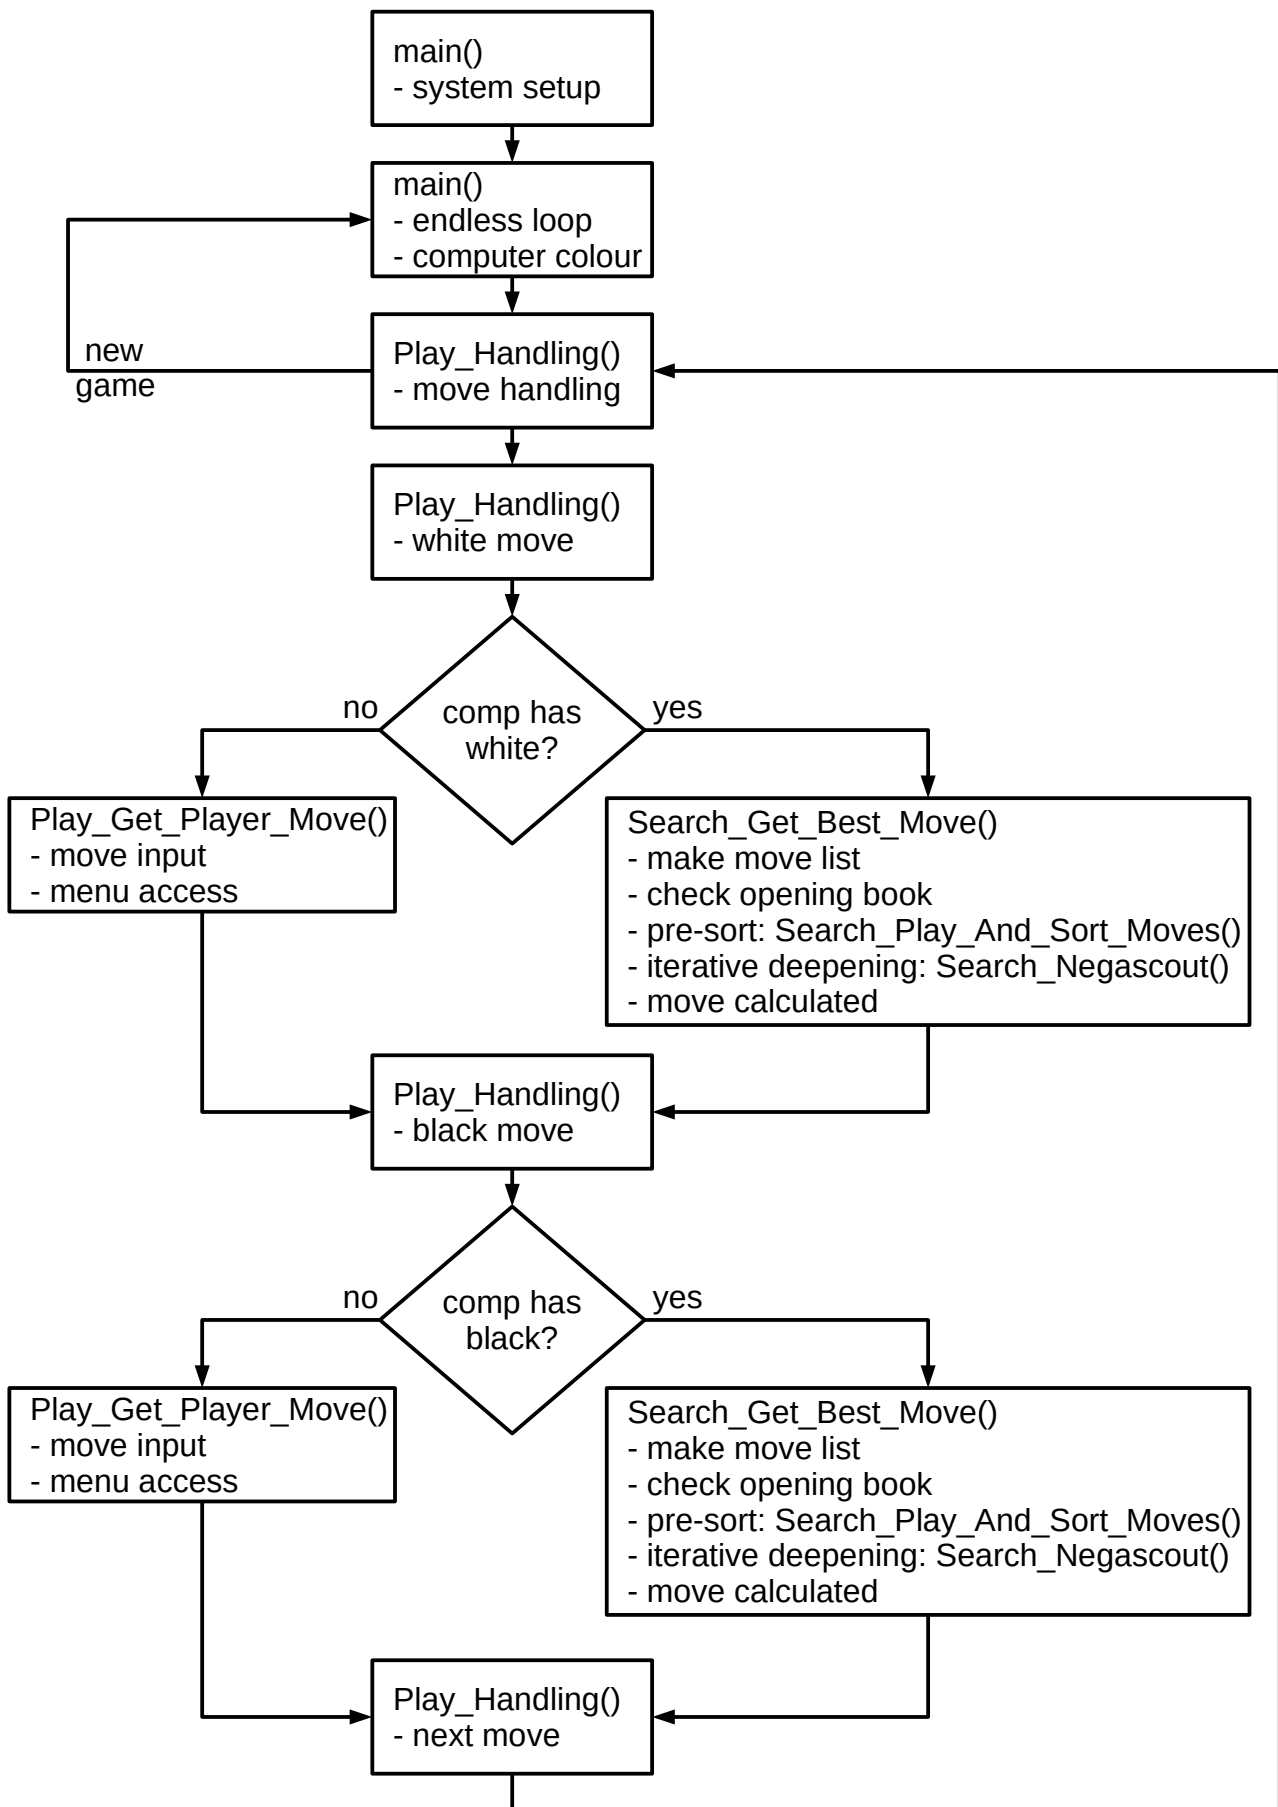 main()
- system setup
main()
- endless loop
- computer colour
new
game
Play_Handling()
- move handling
Play_Handling()
- white move
no
comp has
white?
yes
Play_Get_Player_Move()
- move input
- menu access
Search_Get_Best_Move()
- make move list
- check opening book
- pre-sort: Search_Play_And_Sort_Moves()
- iterative deepening: Search_Negascout()
- move calculated
Play_Handling()
- black move
no
comp has
black?
yes
Play_Get_Player_Move()
- move input
- menu access
Search_Get_Best_Move()
- make move list
- check opening book
- pre-sort: Search_Play_And_Sort_Moves()
- iterative deepening: Search_Negascout()
- move calculated
Play_Handling()
- next move